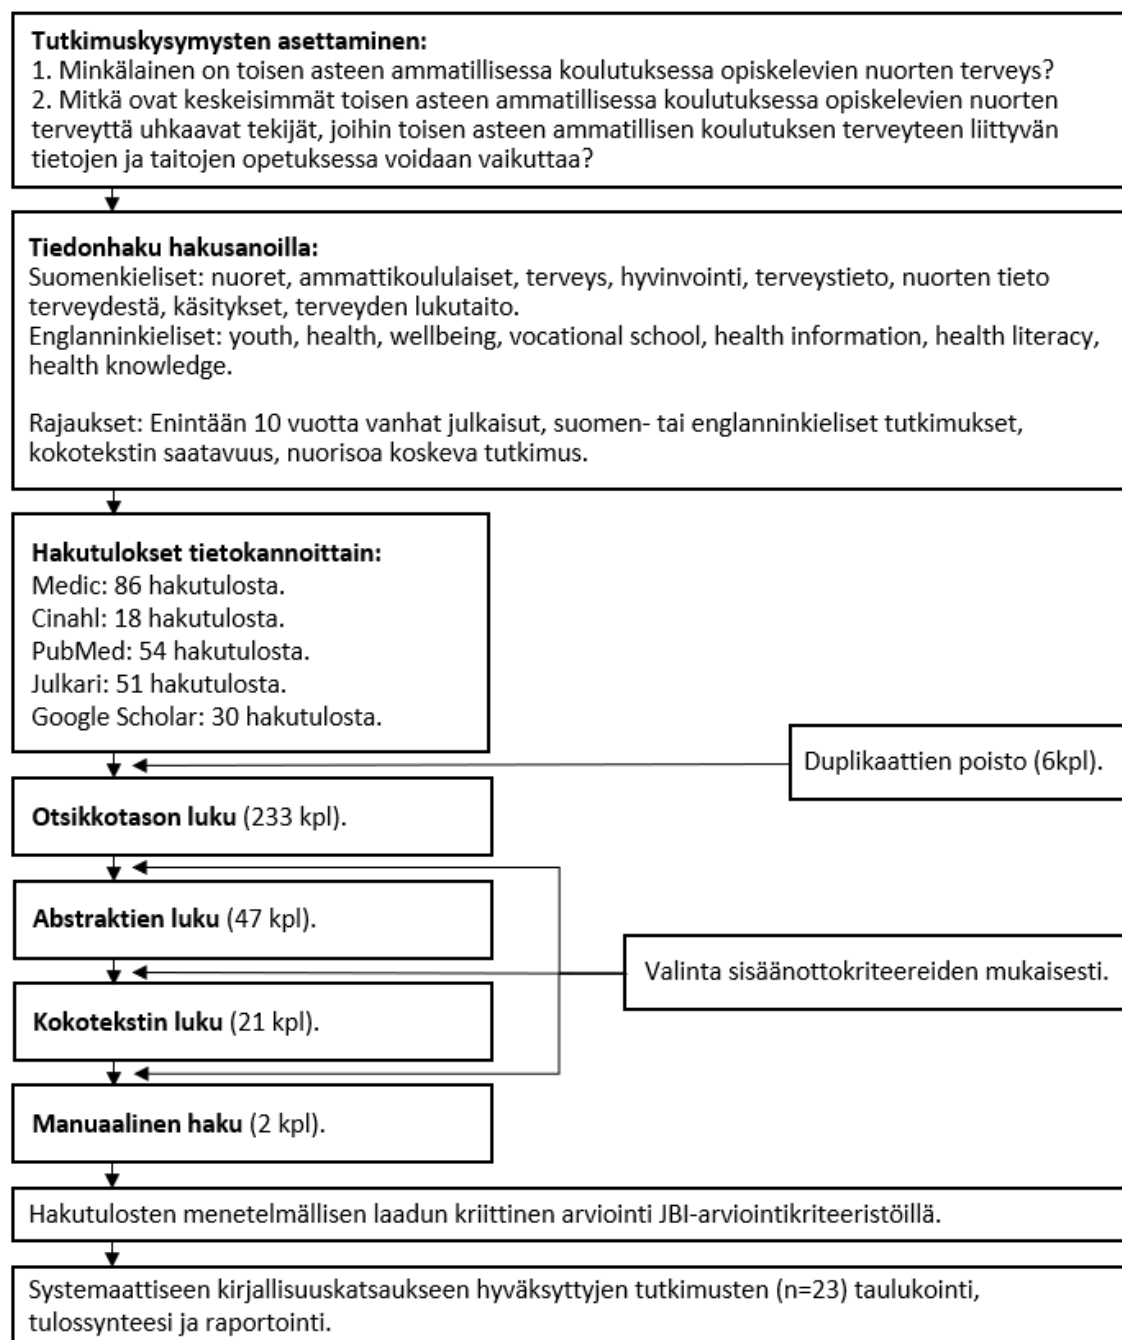 Tutkimuskysymysten asettaminen:
1. Minkälainen on toisen asteen ammatillisessa koulutuksessa opiskelevien nuorten terveys?
2. Mitkä ovat keskeisimmät toisen asteen ammatillisessa koulutuksessa opiskelevien nuorten
terveyttä uhkaavat tekijät, joihin toisen asteen ammatillisen koulutuksen terveyteen liittyvän
tietojen ja taitojen opetuksessa voidaan vaikuttaa?
Tiedonhaku hakusanoilla:
Suomenkieliset: nuoret, ammattikoululaiset, terveys, hyvinvointi, terveystieto, nuorten tieto
terveydestä, käsitykset, terveyden lukutaito.
Englanninkieliset: youth, health, wellbeing, vocational school, health information, health literacy,
health knowledge.
Rajaukset: Enintään 10 vuotta vanhat julkaisut, suomen- tai englanninkieliset tutkimukset,
kokotekstin saatavuus, nuorisoa koskeva tutkimus.
Hakutulokset tietokannoittain:
Medic: 86 hakutulosta.
Cinahl: 18 hakutulosta.
PubMed: 54 hakutulosta.
Julkari: 51 hakutulosta.
Google Scholar: 30 hakutulosta.
Duplikaattien poisto (6kpl).
Otsikkotason luku (233 kpl).
Abstraktien luku (47 kpl).
Valinta sisäänottokriteereiden mukaisesti.
Kokotekstin luku (21 kpl).
Manuaalinen haku (2 kpl).
Hakutulosten menetelmällisen laadun kriittinen arviointi JBI-arviointikriteeristöillä.
Systemaattiseen kirjallisuuskatsaukseen hyväksyttyjen tutkimusten (n=23) taulukointi,
tulossynteesi ja raportointi.